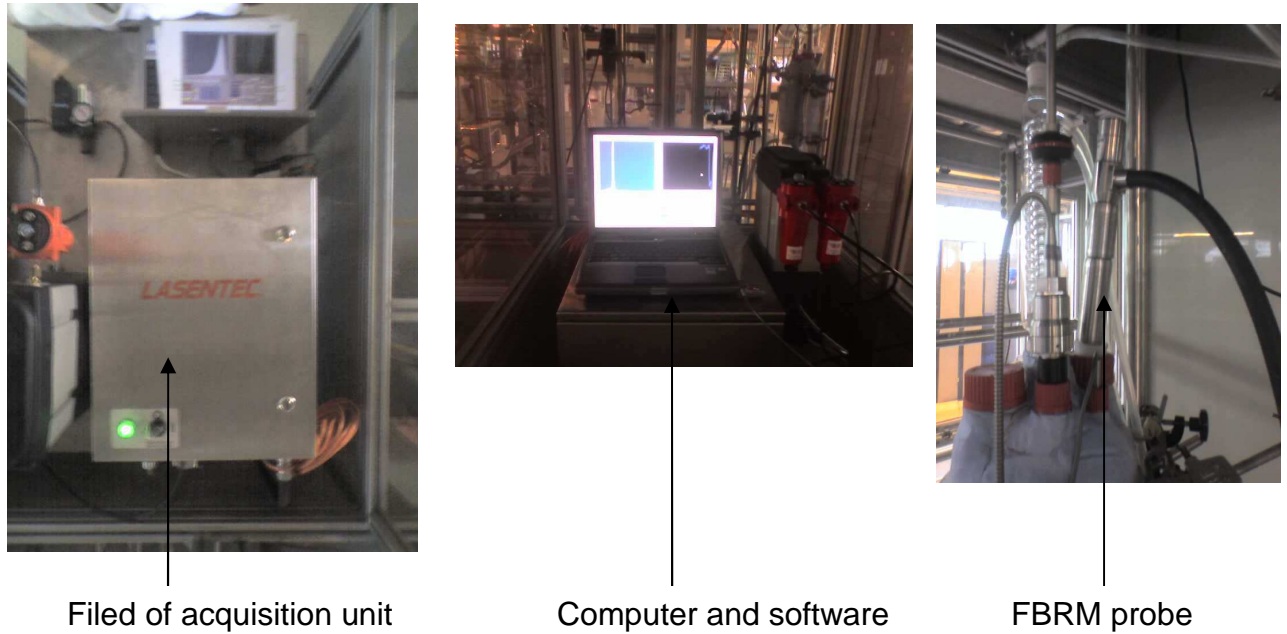 LASENTEC
Filed of acquisition unit
Computer and software
FBRM probe